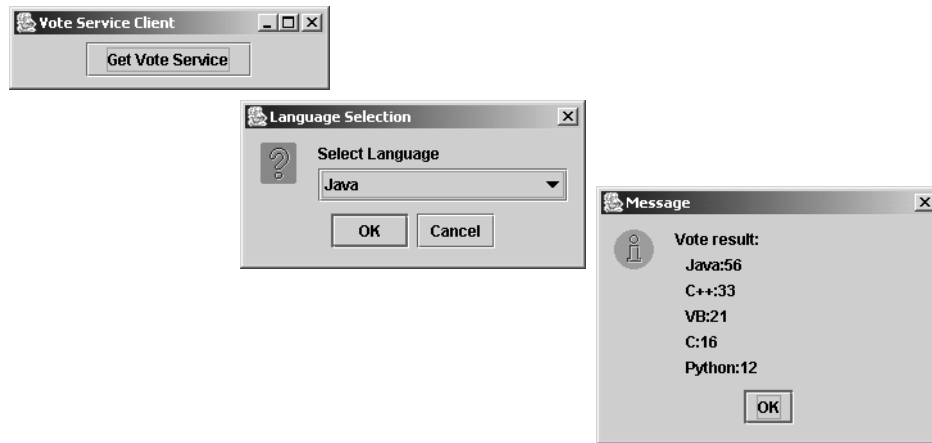 Vote Service Client
Get Vote Service
Language Selection
Select Language
Java
OK Cancel
Message
Vote result:
Java:56
C++:33
VB:21
C:16
Python:12
OK